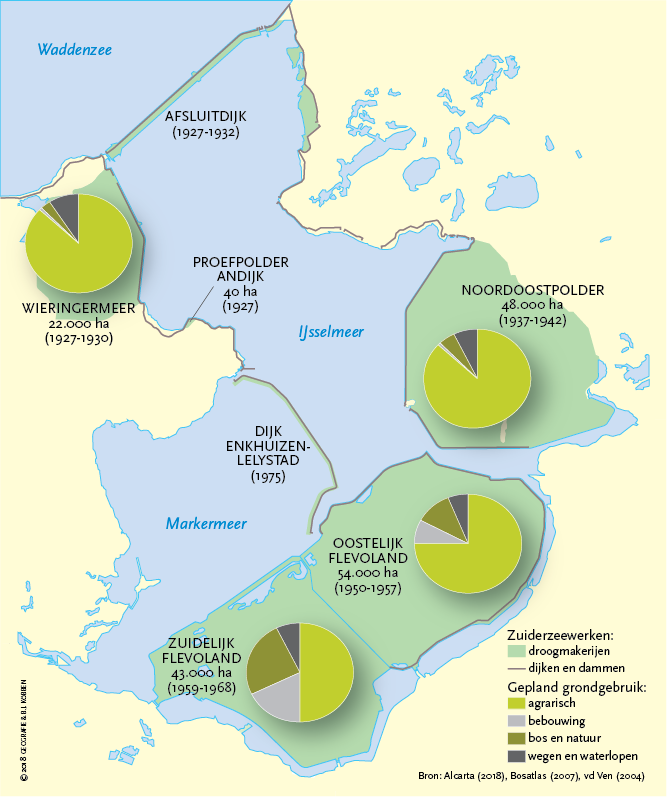 Waddenzee
AFSLUITDIJK
(1927-1932)
PROEFPOLDER
ANDIJK
40 ha
(1927)
WIERINGERMEER
22.000 ha
(1927-1930)
NOORDOOSTPOLDER
48.000 ha
(1937-1942)
IJsselmeer
DIJK
ENKHUIZEN-
LELYSTAD
(1975)
Markermeer
OOSTELIJK
FLEVOLAND
54.000 ha
(1950-1957)
ZUIDELIJK
FLEVOLAND
43.000 ha
(1959-1968)
Zuiderzeewerken:
droogmakerijen
dijken en dammen
Gepland grondgebruik:
agrarisch
bebouwing
bos en natuur
wegen en waterlopen
Bron: Alcarta (2018), Bosatlas (2007), vd Ven (2004)
© 2018 GEOGRAFIE & B.J. KÖBBEN